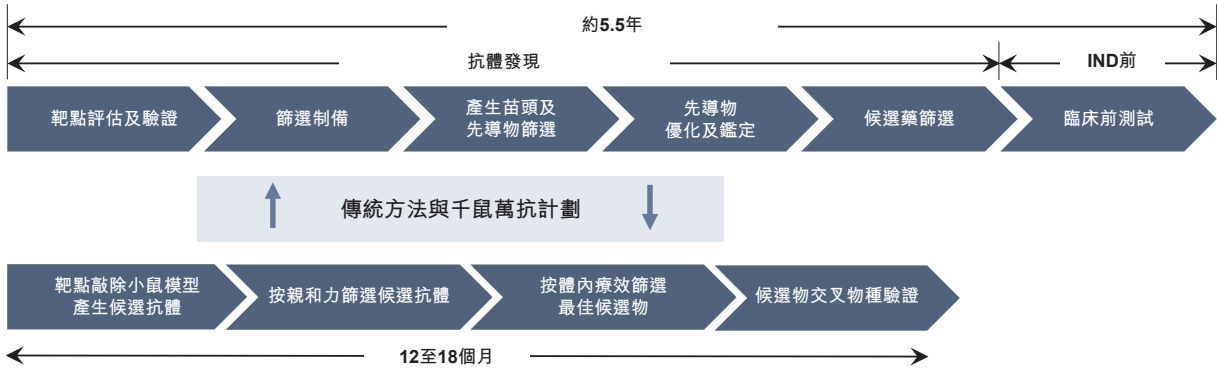 約5.5年
抗體發現
IND前
靶點評估及驗證
篩選制備
產生苗頭及
先導物篩選
先導物
優化及鑑定
候選藥篩選
臨床前測試
傳統方法與千鼠萬抗計劃
靶點敲除小鼠模型
產生候選抗體
按親和力篩選候選抗體
按體內療效篩選
最佳候選物
候選物交叉物種驗證
12至18個月